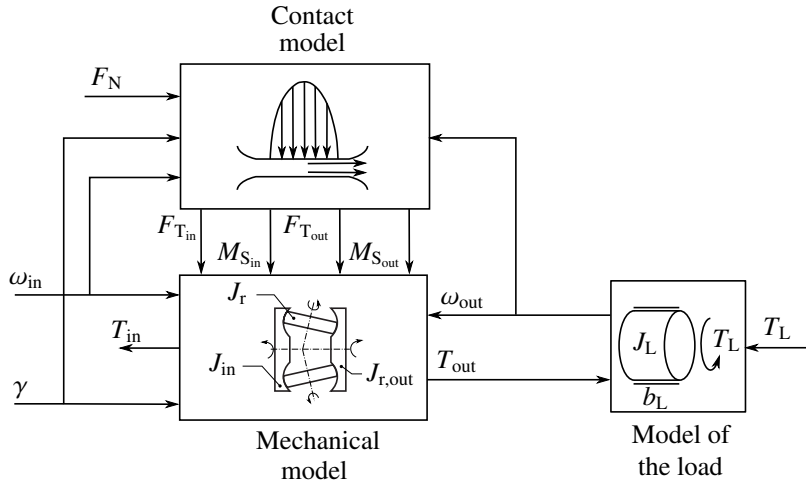 Contact
model
F_N
F_T_in
F_T_out
M_S_in
M_S_out
ω_in
J_r
ω_out
T_in
J_in
J_r,out
T_out
γ
J_L
T_L
T_L
b_L
Mechanical
model
Model of
the load